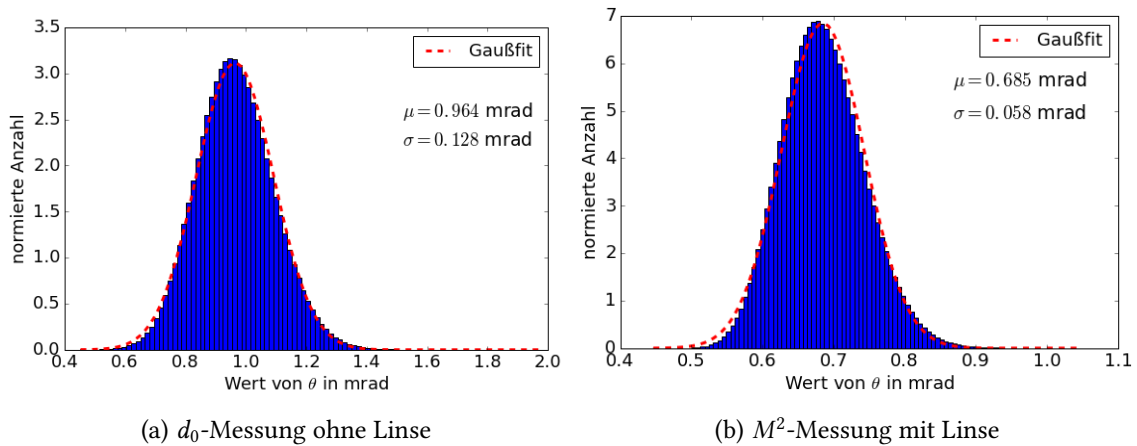 3.5
3.0
2.5
2.0
1.5
1.0
0.5
0.0
0.4 0.6 0.8 1.0 1.2 1.4 1.6 1.8 2.0
normierte Anzahl
Wert von θ in mrad
Gaußfit
μ = 0.964 mrad
σ = 0.128 mrad
(a) d₀-Messung ohne Linse
7
6
5
4
3
2
1
0
0.4 0.5 0.6 0.7 0.8 0.9 1.0 1.1
normierte Anzahl
Wert von θ in mrad
Gaußfit
μ = 0.685 mrad
σ = 0.058 mrad
(b) M²-Messung mit Linse